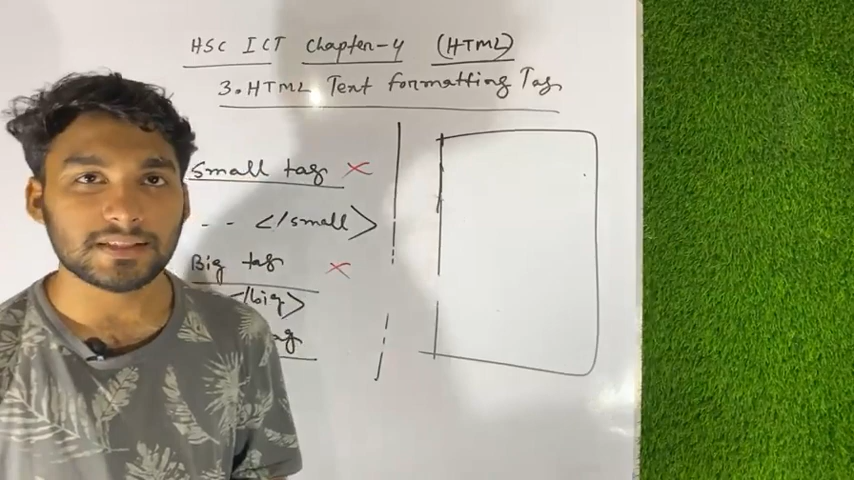 HSC ICT Chapter-4 (HTML)
3. HTML Text formatting Tag
Small tag ×
-- </small>
Big tag ×
</big>